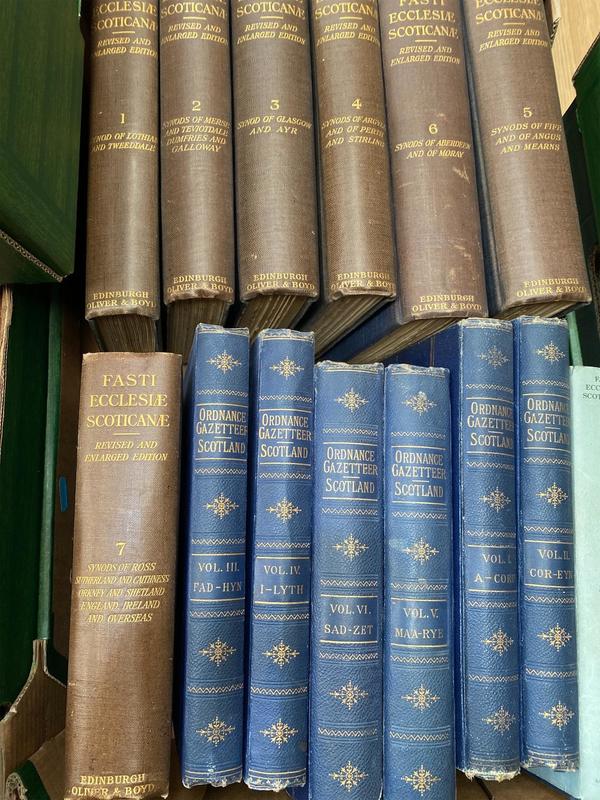 SCOTICANÆ
REVISED AND
ENLARGED EDITION
1
SYNOD OF LOTHIAN
AND TWEEDDALE
EDINBURGH
OLIVER & BOYD
SCOTICANÆ
REVISED AND
ENLARGED EDITION
2
SYNODS OF MERSE
AND TEVIOTDALE
DUMFRIES AND
GALLOWAY
EDINBURGH
OLIVER & BOYD
SCOTICANÆ
REVISED AND
ENLARGED EDITION
3
SYNOD OF GLASGOW
AND AYR
EDINBURGH
OLIVER & BOYD
SCOTICANÆ
REVISED AND
ENLARGED EDITION
4
SYNODS OF ARGYLL
AND OF PERTH
AND STIRLING
EDINBURGH
OLIVER & BOYD
FASTI
ECCLESIÆ
SCOTICANÆ
REVISED AND
ENLARGED EDITION
6
SYNODS OF ABERDEEN
AND OF MORAY
EDINBURGH
OLIVER & BOYD
ECCLESIÆ
SCOTICANÆ
REVISED AND
ENLARGED EDITION
5
SYNODS OF FIFE
AND OF ANGUS
AND MEARNS
EDINBURGH
OLIVER & BOYD
FASTI
ECCLESIÆ
SCOTICANÆ
REVISED AND
ENLARGED EDITION
7
SYNODS OF ROSS
SUTHERLAND AND CAITHNESS
ORKNEY AND SHETLAND
ENGLAND, IRELAND
AND OVERSEAS
EDINBURGH
OLIVER & BOYD
ORDNANCE
GAZETTEER
SCOTLAND
VOL. III.
FAD-HYN
ORDNANCE
GAZETTEER
SCOTLAND
VOL. IV.
I-LYTH
ORDNANCE
GAZETTEER
SCOTLAND
VOL. VI.
SAD-ZET
ORDNANCE
GAZETTEER
SCOTLAND
VOL. V.
MAA-RYE
ORDNANCE
GAZETTEER
SCOTLAND
VOL. I.
A-CORD
ORDNANCE
GAZETTEER
SCOTLAND
VOL. II.
COR-EYN